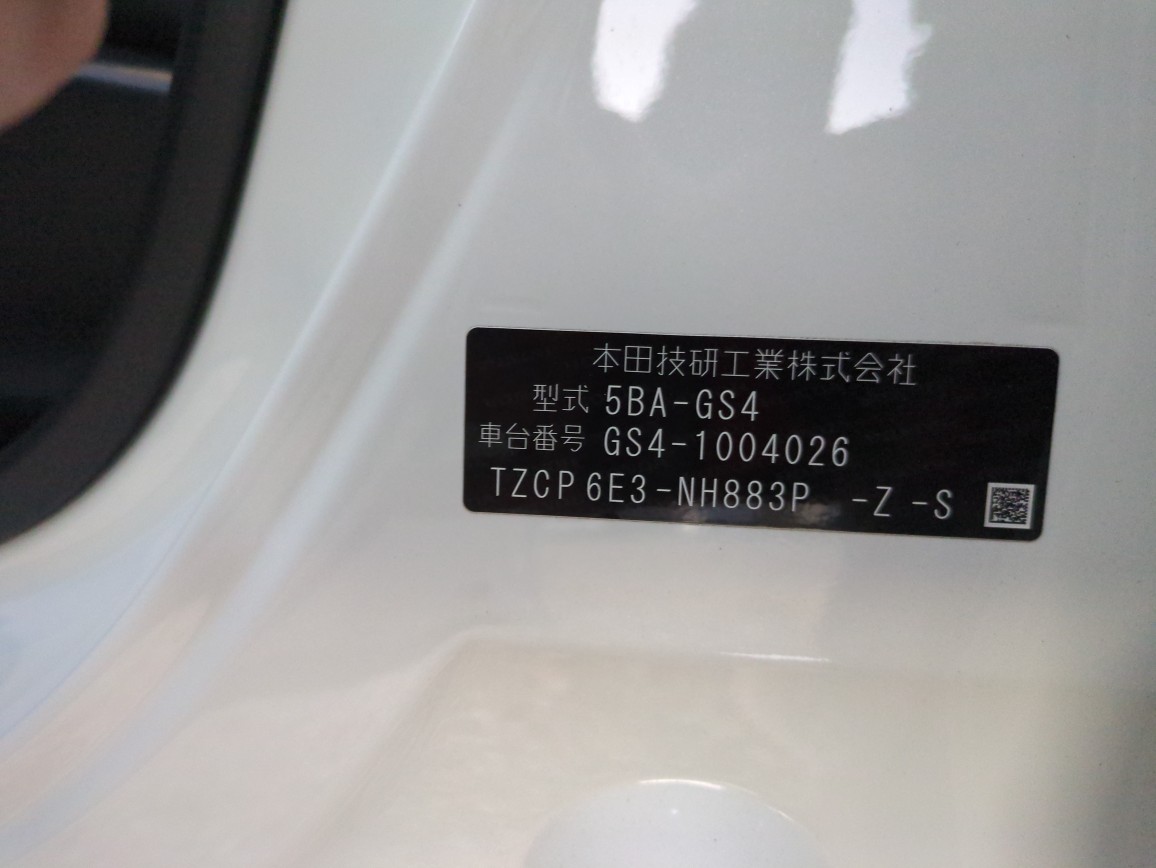 本田技研工業株式会社
型式 5BA-GS4
車台番号 GS4-1004026
TZCP6E3-NH883P -Z -S